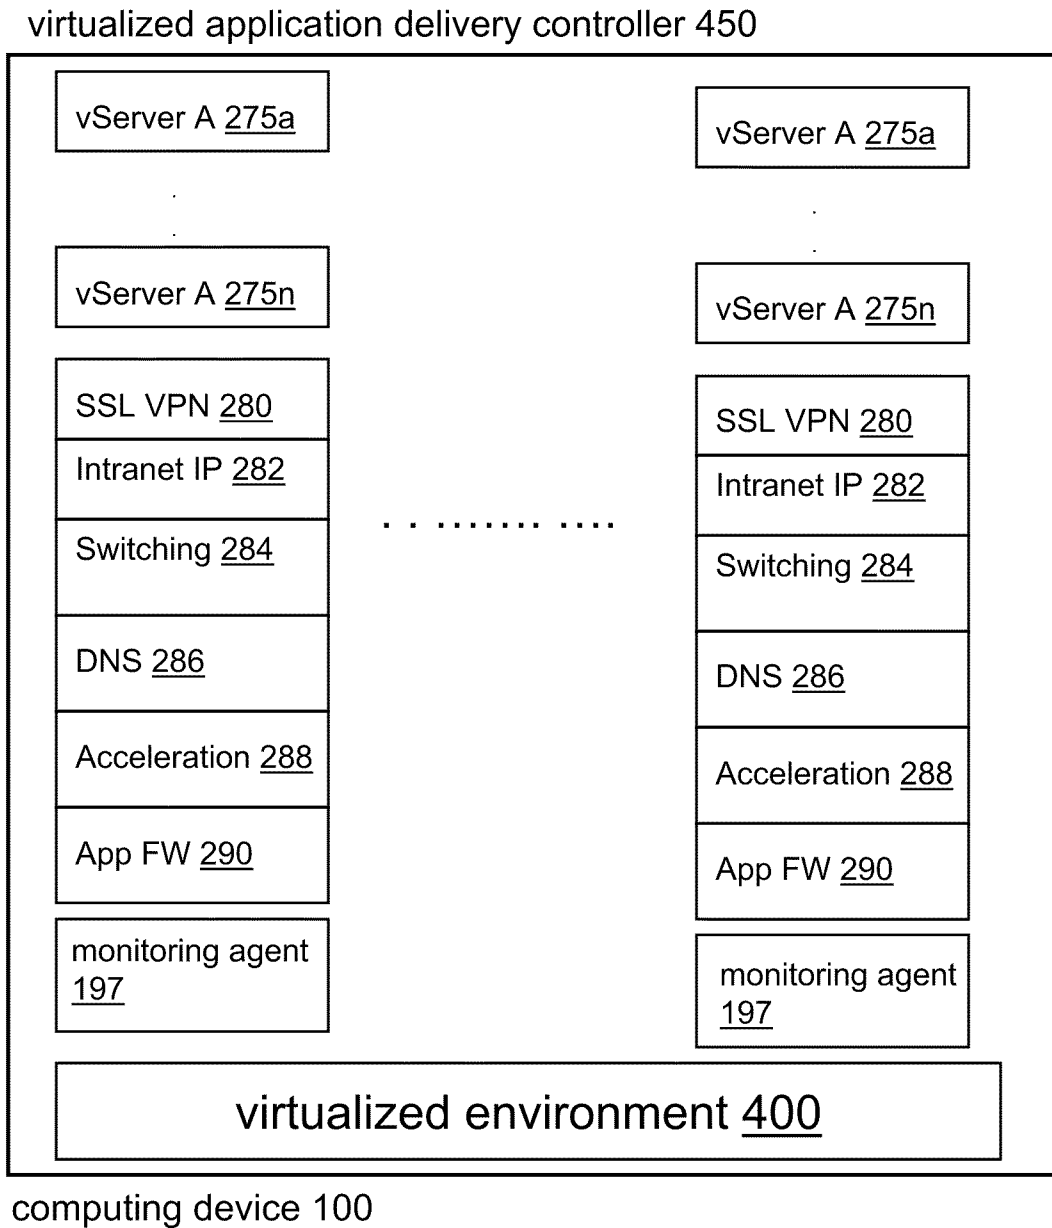 virtualized application delivery controller 450
vServer A 275a
vServer A 275n
SSL VPN 280
Intranet IP 282
Switching 284
DNS 286
Acceleration 288
App FW 290
monitoring agent
197
vServer A 275a
vServer A 275n
SSL VPN 280
Intranet IP 282
Switching 284
DNS 286
Acceleration 288
App FW 290
monitoring agent
197
virtualized environment 400
computing device 100